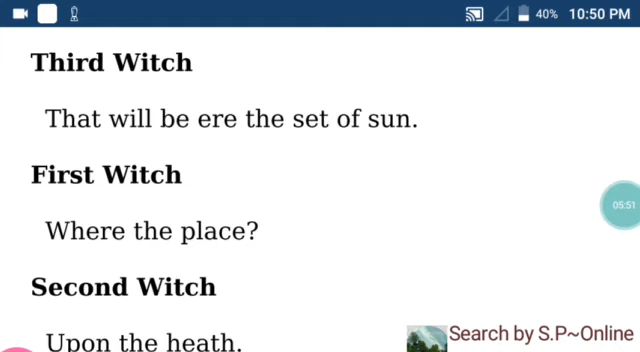 40% 10:50 PM
Third Witch
That will be ere the set of sun.
First Witch
05:51
Where the place?
Second Witch
Search by S.P~Online
Upon the heath.